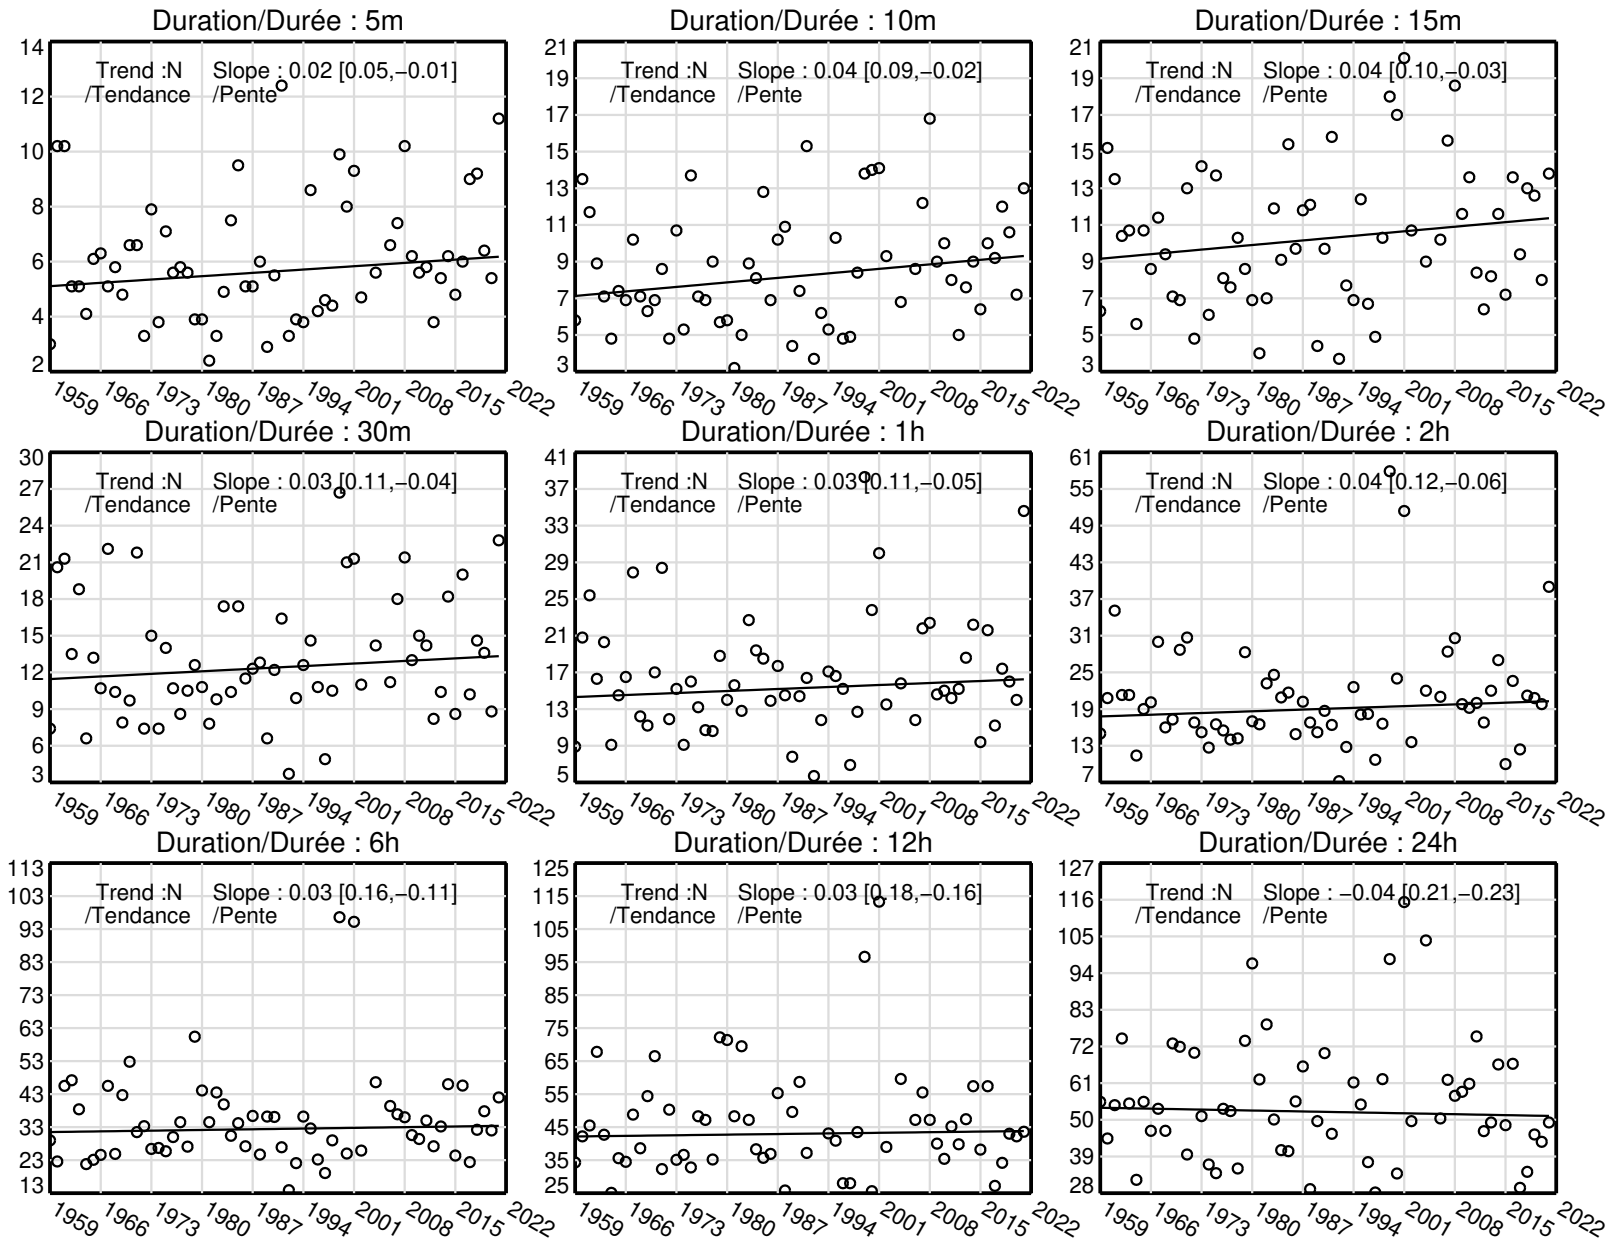 Duration/Durée : 5m
Trend :N Slope : 0.02 [0.05,−0.01]
/Tendance /Pente
14
12
10
8
6
4
2
1959 1966 1973 1980 1987 1994 2001 2008 2015 2022
Duration/Durée : 10m
Trend :N Slope : 0.04 [0.09,−0.02]
/Tendance /Pente
21
19
17
15
13
11
9
7
5
3
1959 1966 1973 1980 1987 1994 2001 2008 2015 2022
Duration/Durée : 15m
Trend :N Slope : 0.04 [0.10,−0.03]
/Tendance /Pente
21
19
17
15
13
11
9
7
5
3
1959 1966 1973 1980 1987 1994 2001 2008 2015 2022
Duration/Durée : 30m
Trend :N Slope : 0.03 [0.11,−0.04]
/Tendance /Pente
30
27
24
21
18
15
12
9
6
3
1959 1966 1973 1980 1987 1994 2001 2008 2015 2022
Duration/Durée : 1h
Trend :N Slope : 0.03 [0.11,−0.05]
/Tendance /Pente
41
37
33
29
25
21
17
13
9
5
1959 1966 1973 1980 1987 1994 2001 2008 2015 2022
Duration/Durée : 2h
Trend :N Slope : 0.04 [0.12,−0.06]
/Tendance /Pente
61
55
49
43
37
31
25
19
13
7
1959 1966 1973 1980 1987 1994 2001 2008 2015 2022
Duration/Durée : 6h
Trend :N Slope : 0.03 [0.16,−0.11]
/Tendance /Pente
113
103
93
83
73
63
53
43
33
23
13
1959 1966 1973 1980 1987 1994 2001 2008 2015 2022
Duration/Durée : 12h
Trend :N Slope : 0.03 [0.18,−0.16]
/Tendance /Pente
125
115
105
95
85
75
65
55
45
35
25
1959 1966 1973 1980 1987 1994 2001 2008 2015 2022
Duration/Durée : 24h
Trend :N Slope : −0.04 [0.21,−0.23]
/Tendance /Pente
127
116
105
94
83
72
61
50
39
28
1959 1966 1973 1980 1987 1994 2001 2008 2015 2022